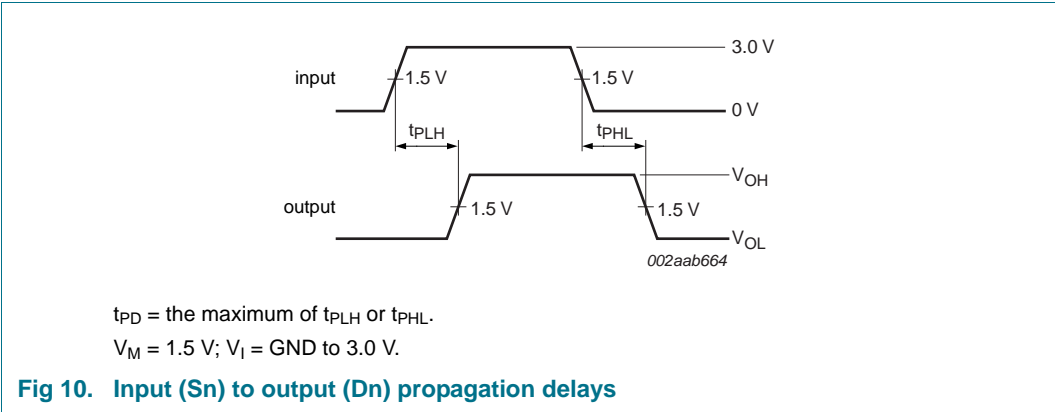 3.0 V
input
1.5 V
1.5 V
0 V
tPLH
tPHL
VOH
output
1.5 V
1.5 V
VOL
002aab664
tPD = the maximum of tPLH or tPHL.
VM = 1.5 V; VI = GND to 3.0 V.
Fig 10. Input (Sn) to output (Dn) propagation delays